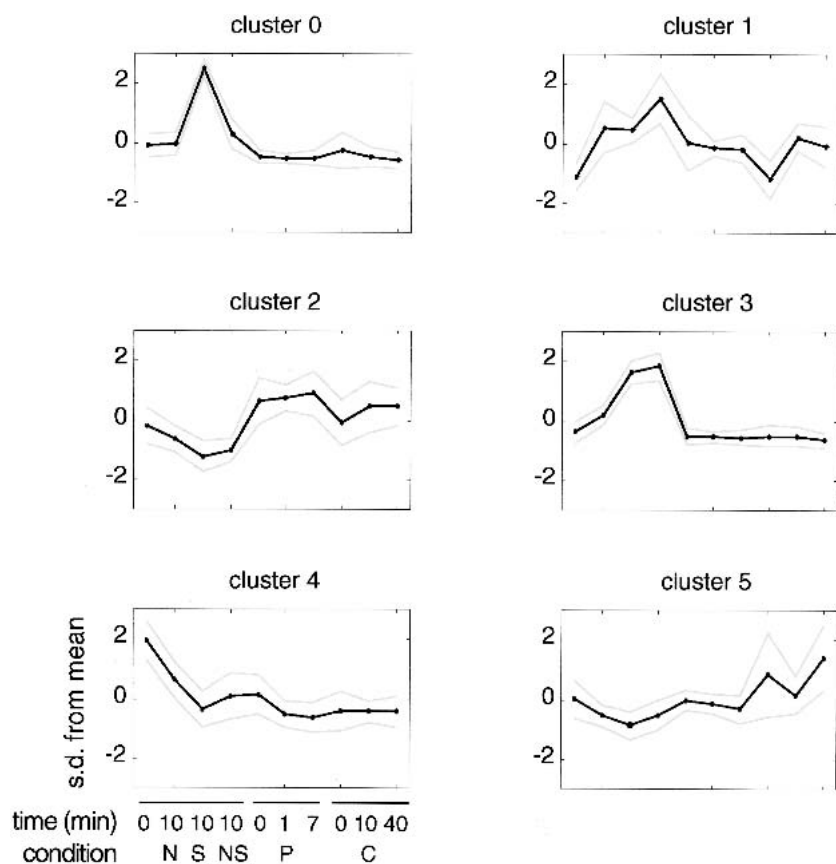 cluster 0
cluster 1
2
0
-2
2
0
-2
cluster 2
cluster 3
2
0
-2
2
0
-2
cluster 4
cluster 5
s.d. from mean
2
0
-2
2
0
-2
time (min) 0 10 10 10 0 1 7 0 10 40
condition N S NS P C